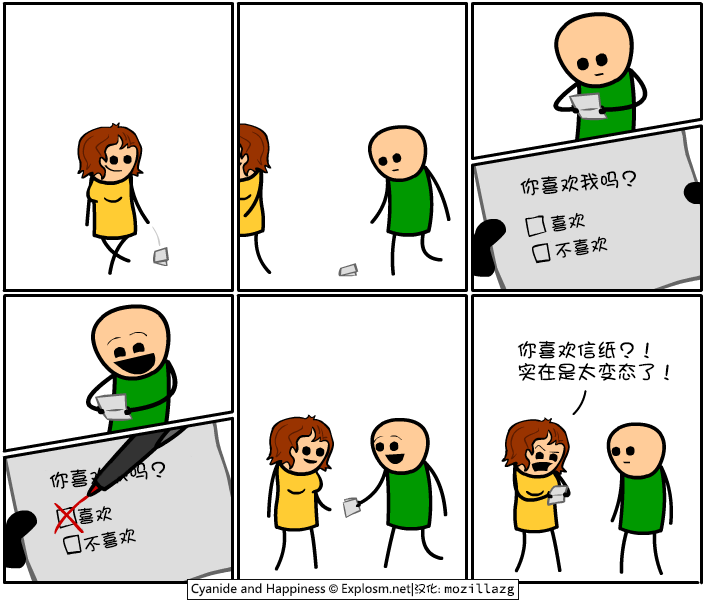 你喜欢我吗？
喜欢
不喜欢
你喜欢我吗？
喜欢
不喜欢
你喜欢信纸？！
实在是太变态了！
Cyanide and Happiness © Explosm.net|汉化: mozillazg